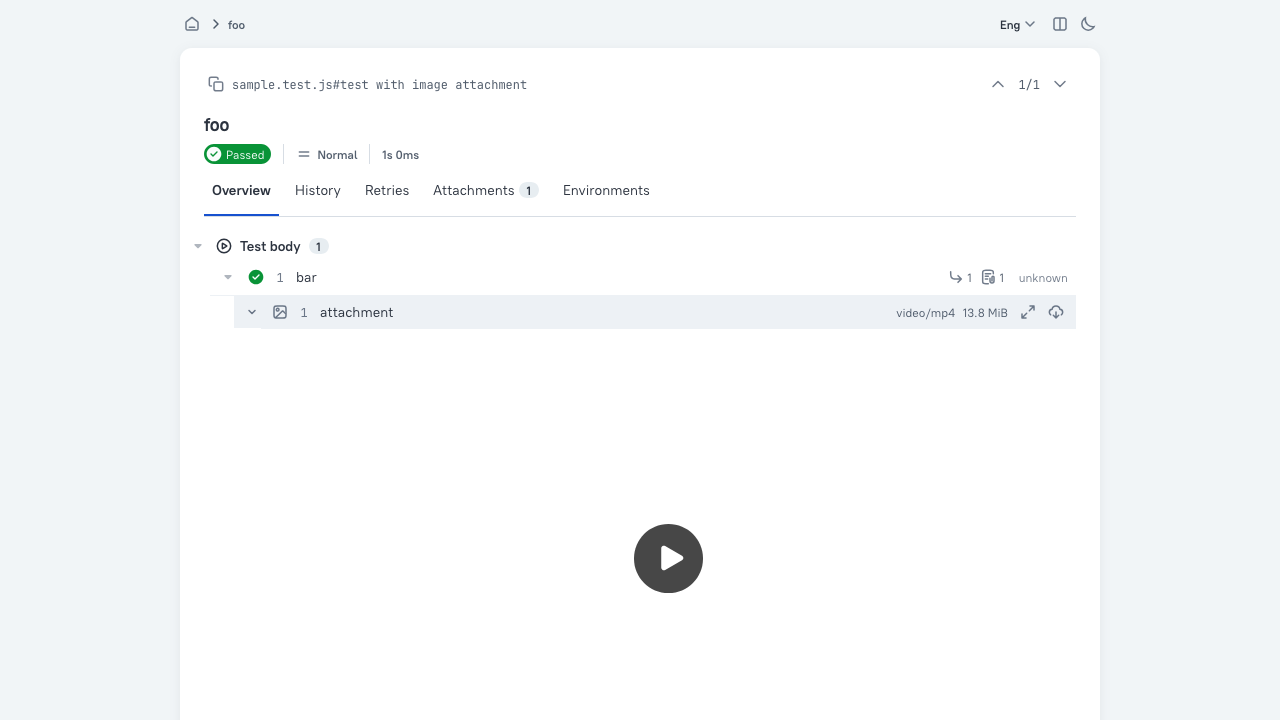 foo
Eng
sample.test.js#test with image attachment
1/1
foo
Passed
Normal
1s 0ms
Overview
History
Retries
Attachments 1
Environments
Test body 1
1 bar
1
1
unknown
1 attachment
video/mp4 13.8 MiB